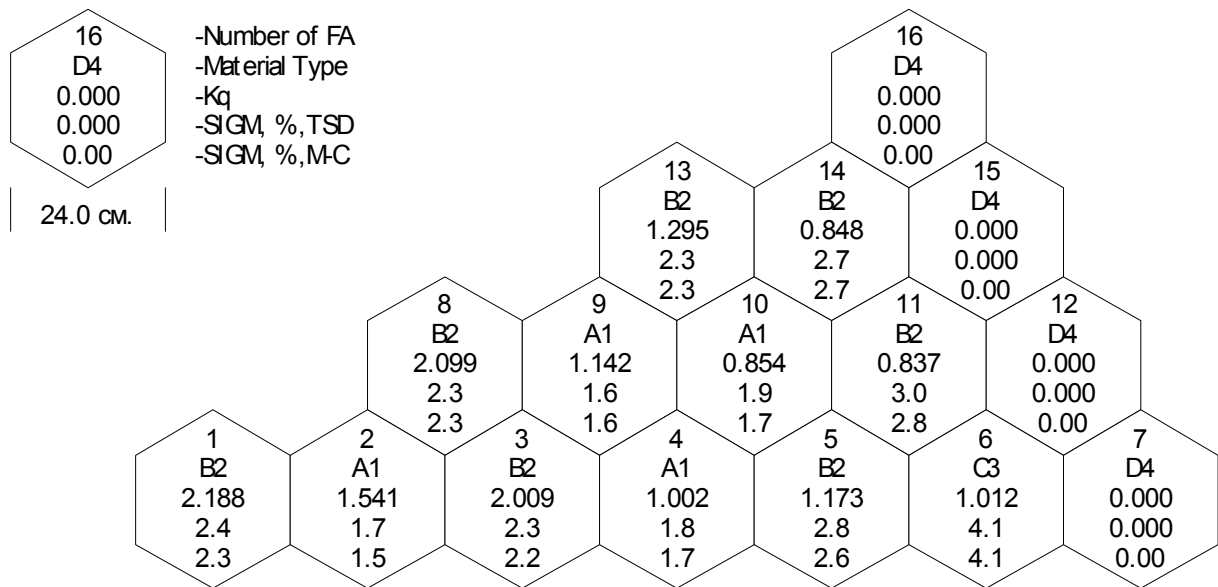 16
D4
0.000
0.000
0.00
-Number of FA
-Material Type
-Kq
-SIGM, %,TSD
-SIGM, %,M-C
24.0 см.
16
D4
0.000
0.000
0.00
13
B2
1.295
2.3
2.3
14
B2
0.848
2.7
2.7
15
D4
0.000
0.000
0.00
8
B2
2.099
2.3
2.3
9
A1
1.142
1.6
1.6
10
A1
0.854
1.9
1.7
11
B2
0.837
3.0
2.8
12
D4
0.000
0.000
0.00
1
B2
2.188
2.4
2.3
2
A1
1.541
1.7
1.5
3
B2
2.009
2.3
2.2
4
A1
1.002
1.8
1.7
5
B2
1.173
2.8
2.6
6
C3
1.012
4.1
4.1
7
D4
0.000
0.000
0.00